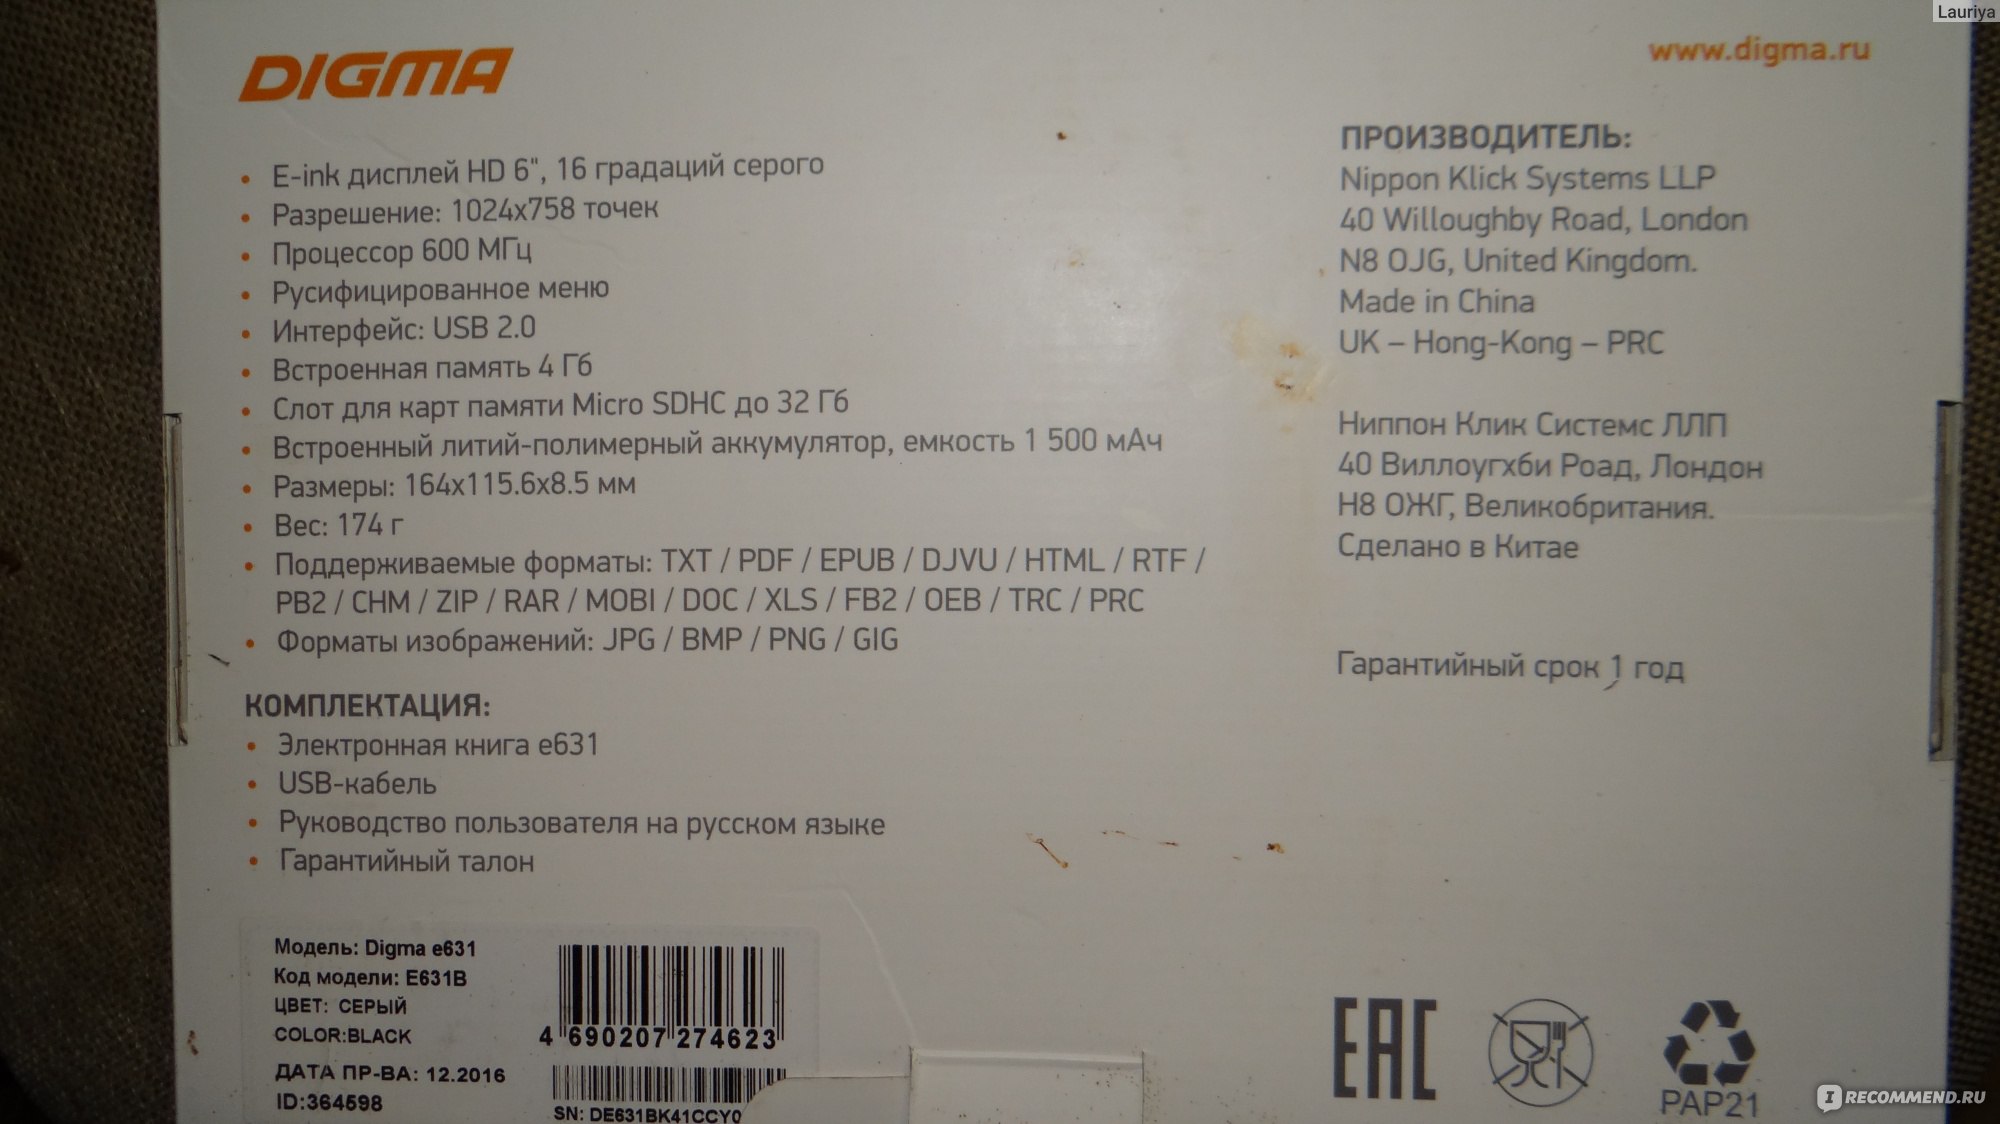 Lauriya
DIGMA
www.digma.ru
• E-ink дисплей HD 6", 16 градаций серого
• Разрешение: 1024x758 точек
• Процессор 600 МГц
• Русифицированное меню
• Интерфейс: USB 2.0
• Встроенная память 4 Гб
• Слот для карт памяти Micro SDHC до 32 Гб
• Встроенный литий-полимерный аккумулятор, емкость 1 500 мАч
• Размеры: 164x115.6x8.5 мм
• Вес: 174 г
• Поддерживаемые форматы: TXT / PDF / EPUB / DJVU / HTML / RTF /
PB2 / CHM / ZIP / RAR / MOBI / DOC / XLS / FB2 / OEB / TRC / PRC
• Форматы изображений: JPG / BMP / PNG / GIG
КОМПЛЕКТАЦИЯ:
• Электронная книга e631
• USB-кабель
• Руководство пользователя на русском языке
• Гарантийный талон
ПРОИЗВОДИТЕЛЬ:
Nippon Klick Systems LLP
40 Willoughby Road, London
N8 OJG, United Kingdom.
Made in China
UK – Hong-Kong – PRC
Ниппон Клик Системс ЛЛП
40 Виллоугхби Роад, Лондон
Н8 ОЖГ, Великобритания.
Сделано в Китае
Гарантийный срок 1 год
Модель: Digma e631
Код модели: E631B
ЦВЕТ: СЕРЫЙ
COLOR:BLACK
ДАТА ПР-ВА: 12.2016
ID:364598
4 690207 274623
SN: DE631BK41CCY0
EAC
PAP21
I RECOMMEND.RU